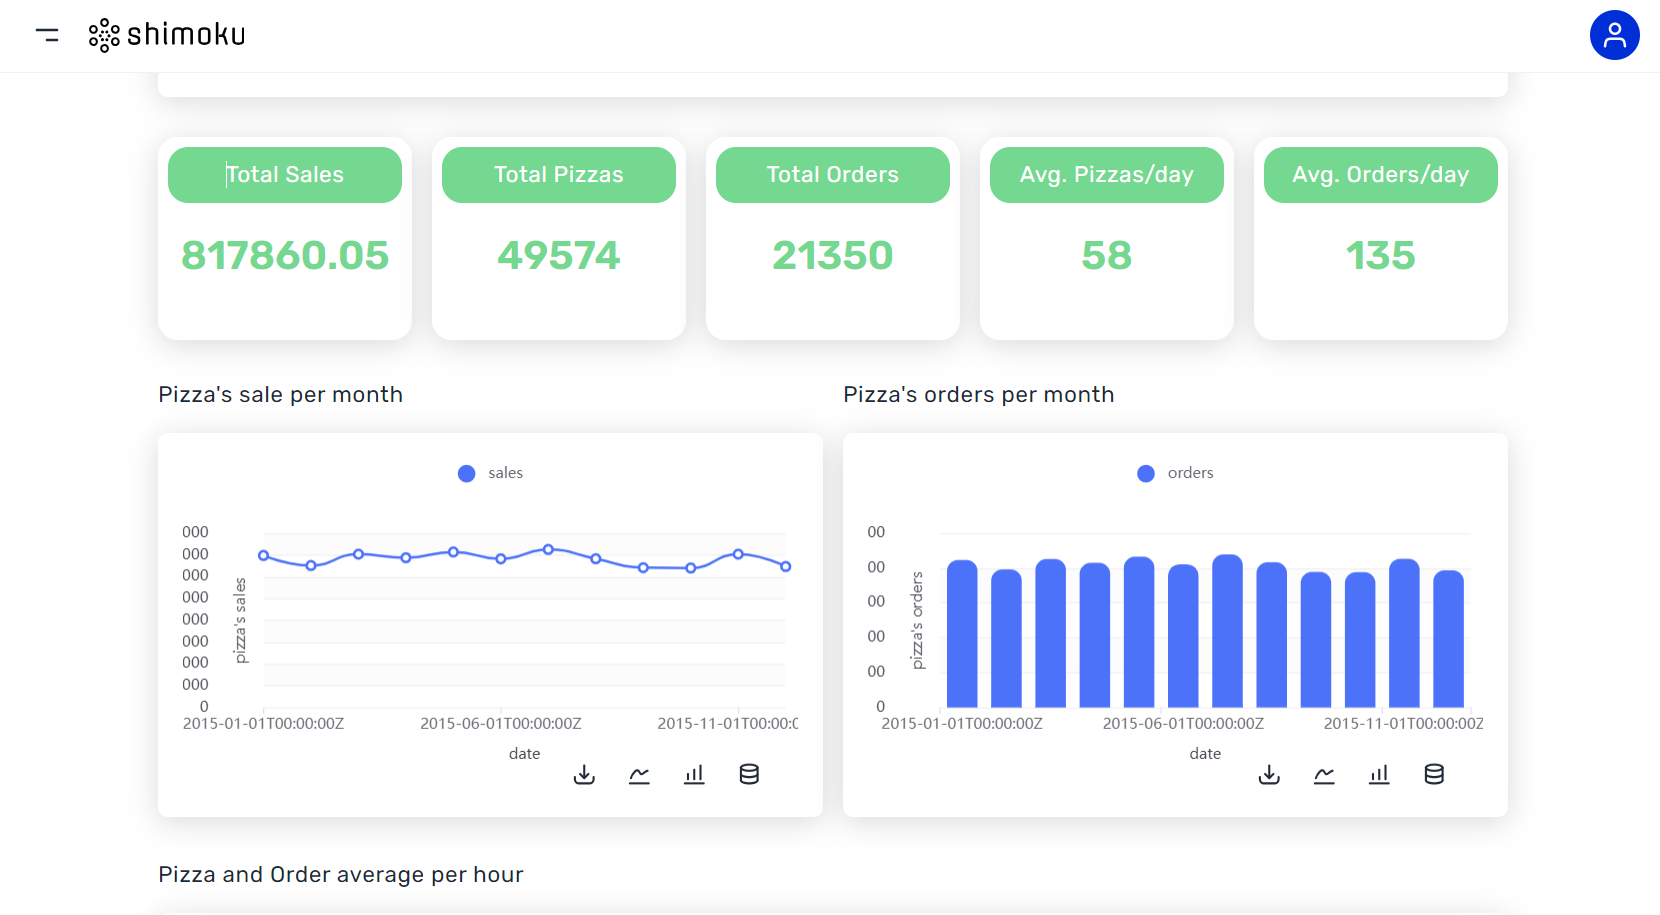 shimoku
Total Sales
Total Pizzas
Total Orders
Avg. Pizzas/day
Avg. Orders/day
817860.05
49574
21350
58
135
Pizza's sale per month
Pizza's orders per month
sales
000
000
000
000
000
000
000
000
0
pizza's sales
2015-01-01T00:00:00Z
2015-06-01T00:00:00Z
2015-11-01T00:00:0
date
orders
00
00
00
00
00
0
pizza's orders
2015-01-01T00:00:00Z
2015-06-01T00:00:00Z
2015-11-01T00:00:00Z
date
Pizza and Order average per hour